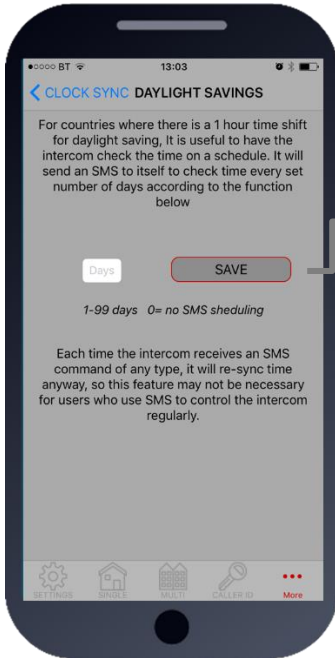 BT 13:03
CLOCK SYNC DAYLIGHT SAVINGS
For countries where there is a 1 hour time shift
for daylight saving, It is useful to have the
intercom check the time on a schedule. It will
send an SMS to itself to check time every set
number of days according to the function
below
Days SAVE
1-99 days 0= no SMS sheduling
Each time the intercom receives an SMS
command of any type, it will re-sync time
anyway, so this feature may not be necessary
for users who use SMS to control the intercom
regularly.
SETTINGS SINGLE MULTI CALLER ID More